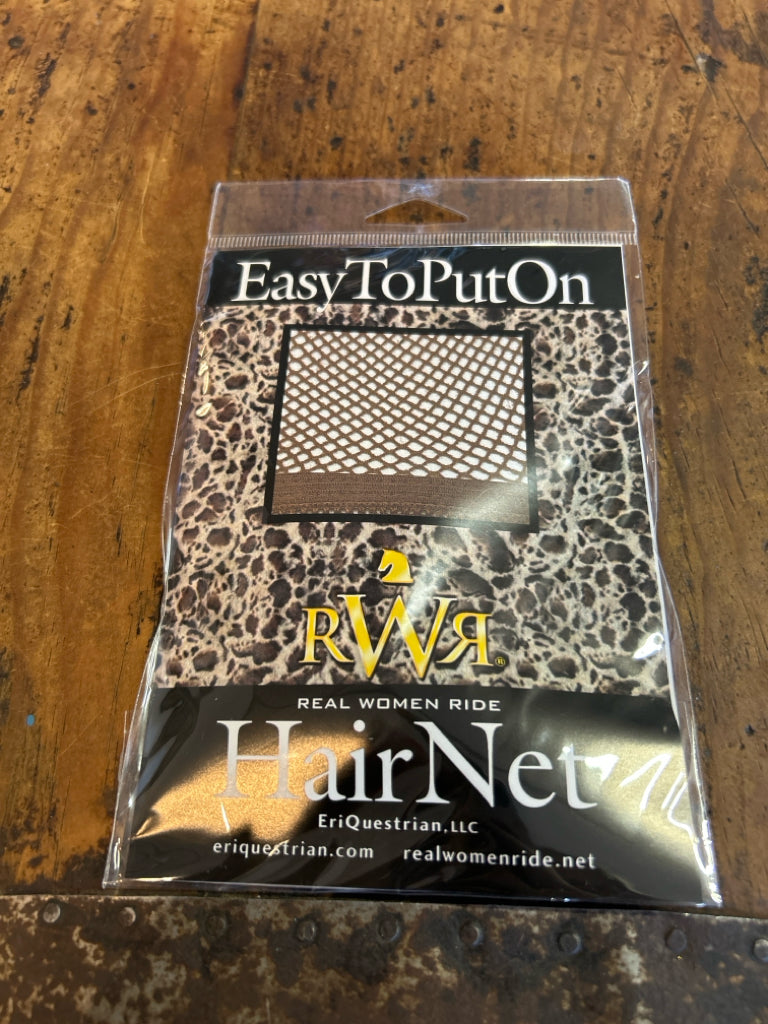 EasyToPutOn
RWR®
REAL WOMEN RIDE
HairNet
EriQuestrian, LLC
eriquestrian.com realwomenride.net